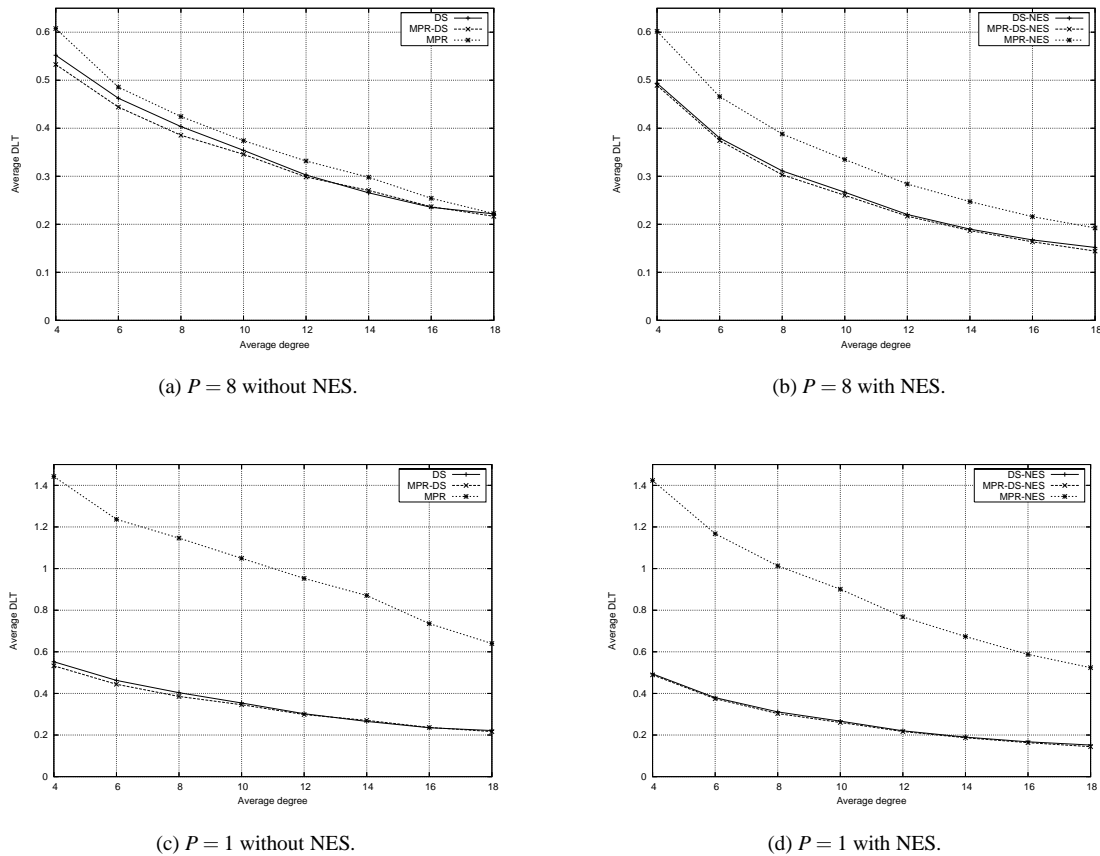 0.6
0.5
0.4
0.3
0.2
0.1
0
Average DLT
DS
MPR-DS
MPR
4 6 8 10 12 14 16 18
Average degree
(a) P = 8 without NES.
0.6
0.5
0.4
0.3
0.2
0.1
0
Average DLT
DS-NES
MPR-DS-NES
MPR-NES
4 6 8 10 12 14 16 18
Average degree
(b) P = 8 with NES.
1.4
1.2
1
0.8
0.6
0.4
0.2
0
Average DLT
DS
MPR-DS
MPR
4 6 8 10 12 14 16 18
Average degree
(c) P = 1 without NES.
1.4
1.2
1
0.8
0.6
0.4
0.2
0
Average DLT
DS-NES
MPR-DS-NES
MPR-NES
4 6 8 10 12 14 16 18
Average degree
(d) P = 1 with NES.